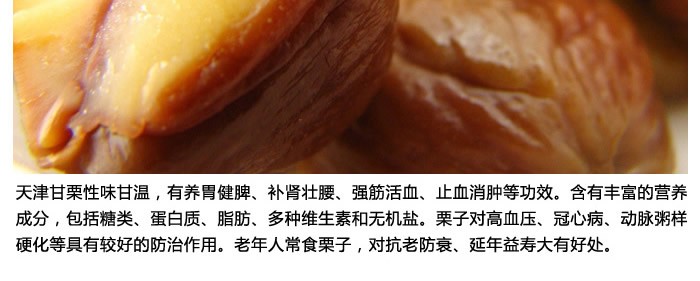 天津甘栗性味甘温，有养胃健脾、补肾壮腰、强筋活血、止血消肿等功效。含有丰富的营养
成分，包括糖类、蛋白质、脂肪、多种维生素和无机盐。栗子对高血压、冠心病、动脉粥样
硬化等具有较好的防治作用。老年人常食栗子，对抗老防衰、延年益寿大有好处。